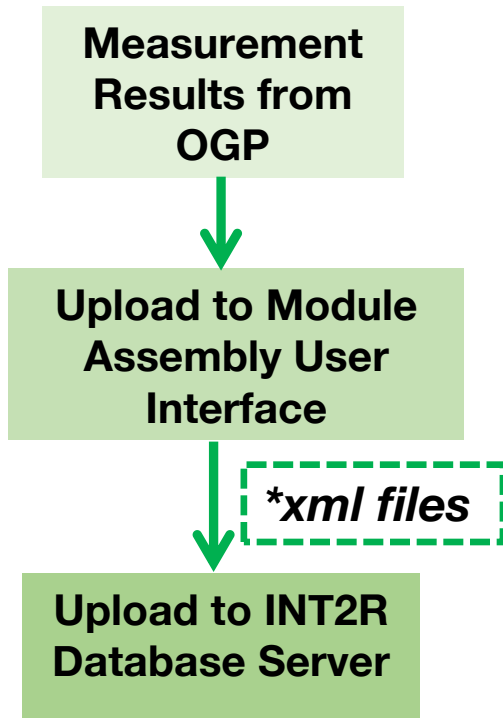 Measurement
Results from
OGP
Upload to Module
Assembly User
Interface
*xml files
Upload to INT2R
Database Server